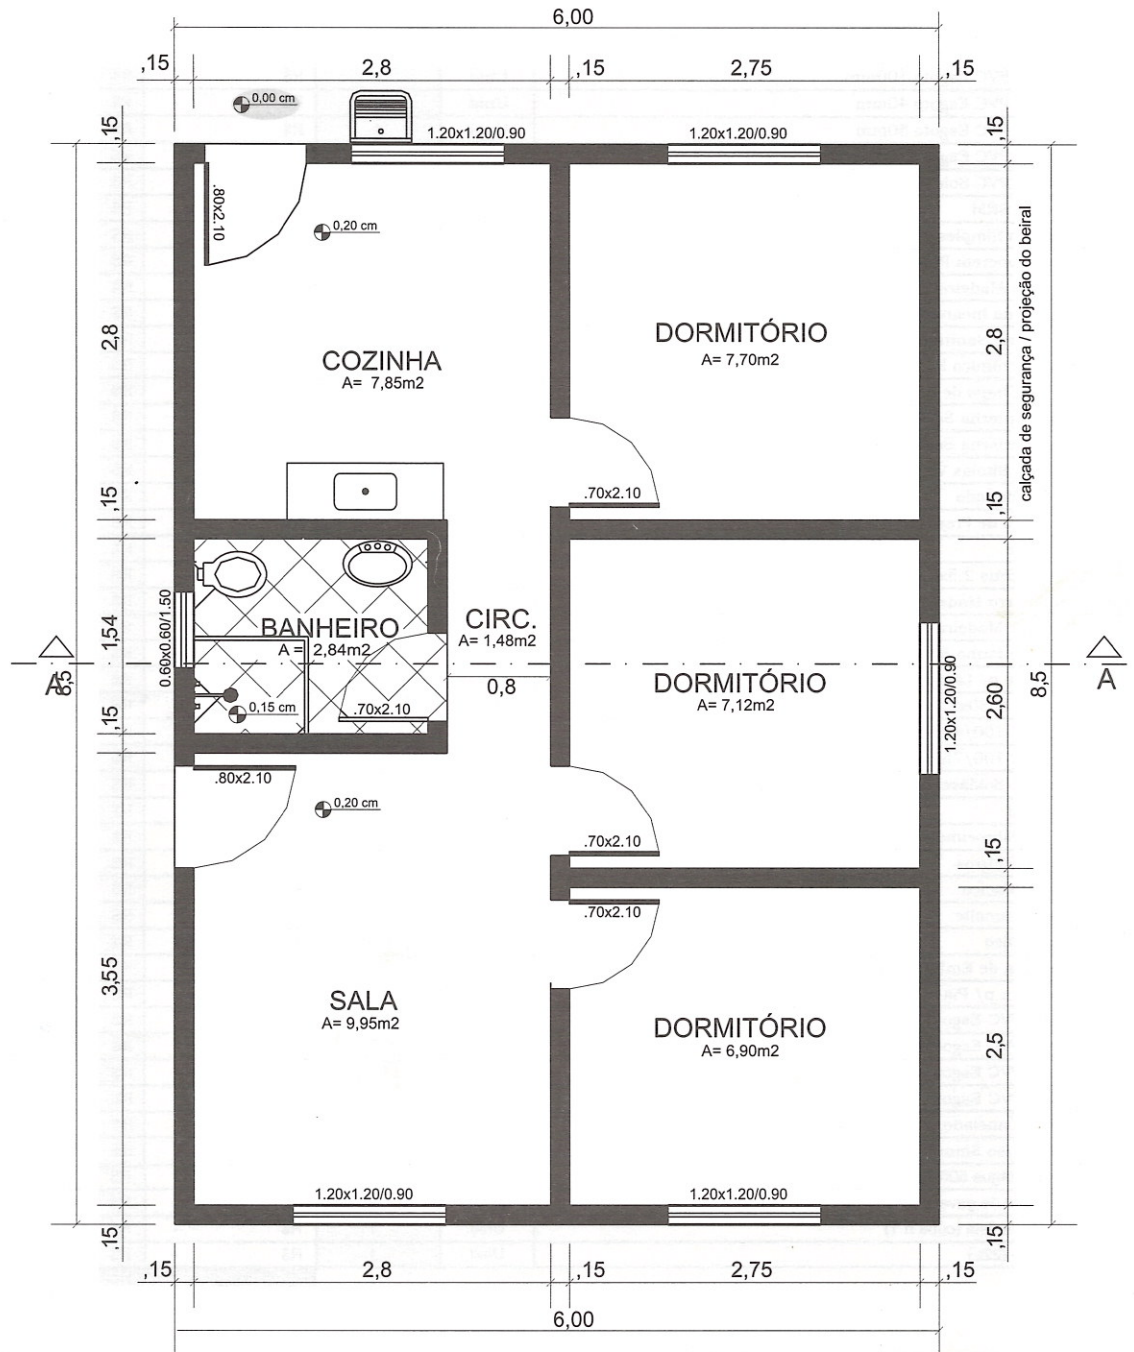 6,00
,15
2,8
,15
2,75
,15
0,00 cm
1.20x1.20/0.90
1.20x1.20/0.90
,15
,15
.80x2.10
0,20 cm
calçada de segurança / projeção do beiral
2,8
2,8
COZINHA
A= 7,85m2
DORMITÓRIO
A= 7,70m2
.70x2.10
,15
,15
0.60x0.60/1.50
1,54
BANHEIRO
A = 2,84m2
CIRC.
A= 1,48m2
0,8
A
8,5
DORMITÓRIO
A= 7,12m2
1.20x1.20/0.90
2,60
8,5
A
,15
0,15 cm
.70x2.10
.80x2.10
0,20 cm
.70x2.10
,15
.70x2.10
3,55
SALA
A= 9,95m2
DORMITÓRIO
A= 6,90m2
2,5
1.20x1.20/0.90
1.20x1.20/0.90
,15
,15
,15
2,8
,15
2,75
,15
6,00